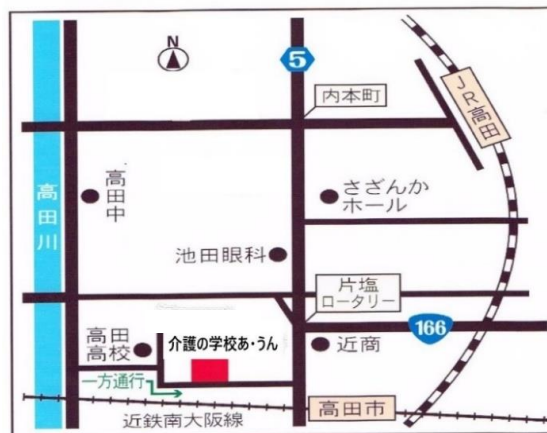 N
5
内本町
JR高田
高田川
高田中
さざんか
ホール
池田眼科
片塩
ロータリー
166
高田
高校
介護の学校あ・うん
近商
一方通行
高田市
近鉄南大阪線